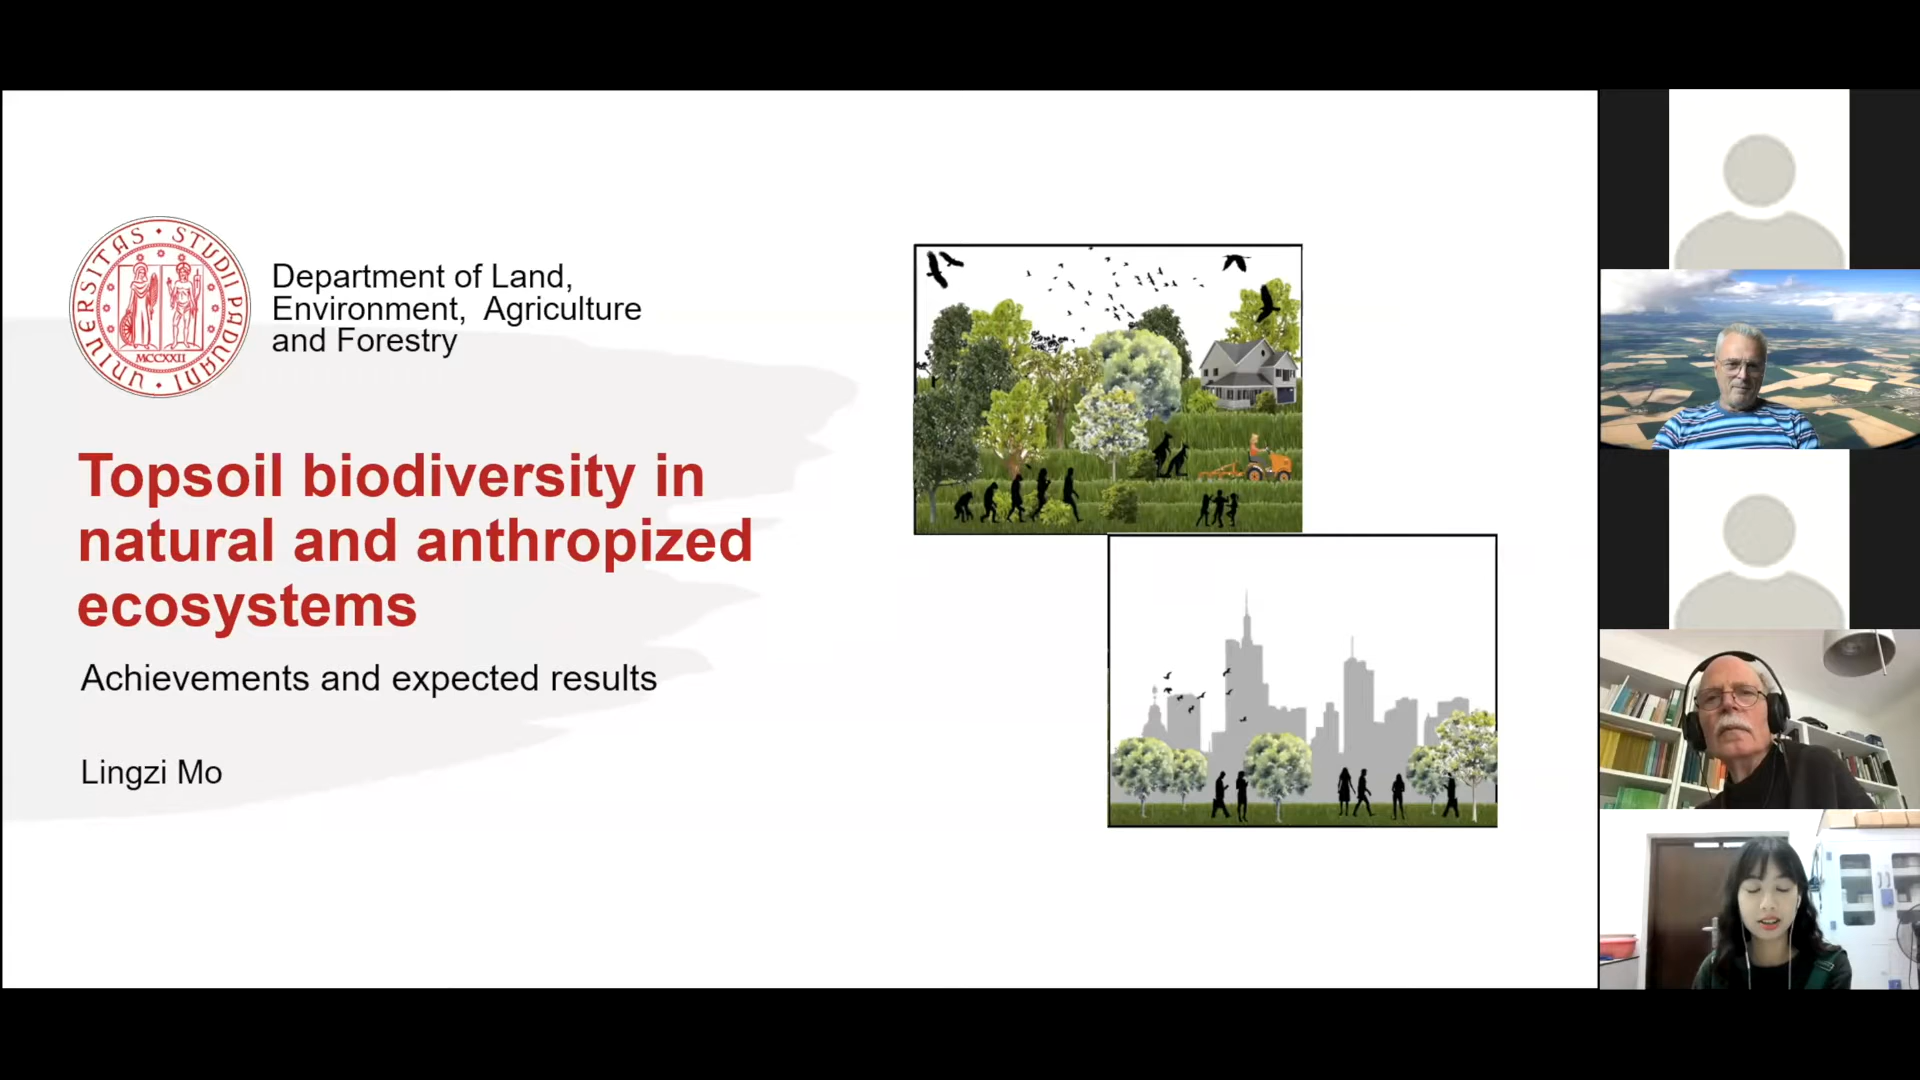 UNIVERSITAS • STUDII PADUANI •
MCCXXII
Department of Land,
Environment, Agriculture
and Forestry
Topsoil biodiversity in
natural and anthropized
ecosystems
Achievements and expected results
Lingzi Mo